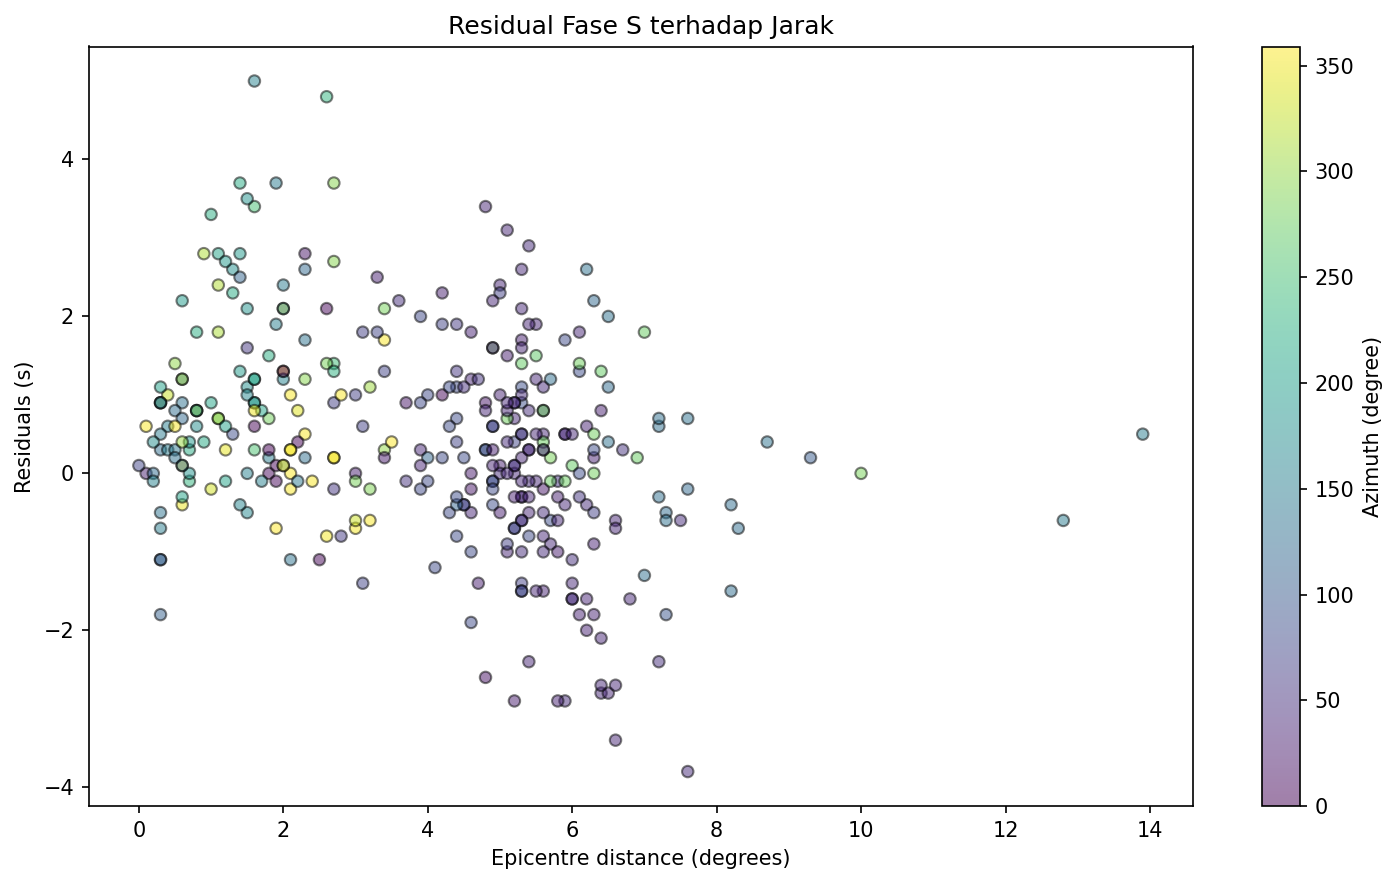 Residual Fase S terhadap Jarak
Residuals (s)
4
2
0
−2
−4
0 2 4 6 8 10 12 14
Epicentre distance (degrees)
350
300
250
200
150
100
50
0
Azimuth (degree)